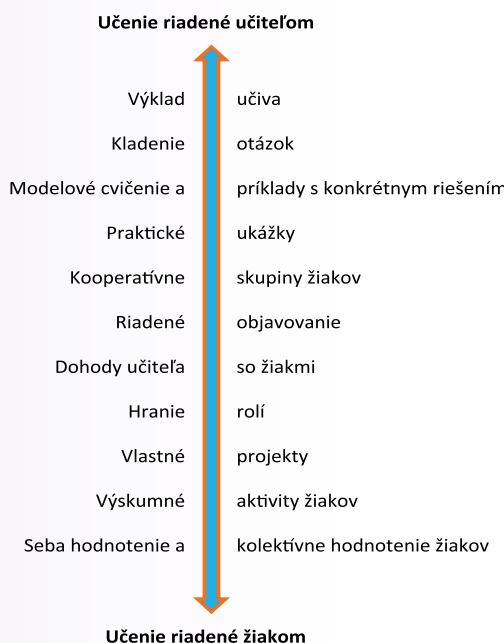 Učenie riadené učiteľom
Výklad učiva
Kladenie otázok
Modelové cvičenie a príklady s konkrétnym riešením
Praktické ukážky
Kooperatívne skupiny žiakov
Riadené objavovanie
Dohody učiteľa so žiakmi
Hranie rolí
Vlastné projekty
Výskumné aktivity žiakov
Seba hodnotenie a kolektívne hodnotenie žiakov
Učenie riadené žiakom